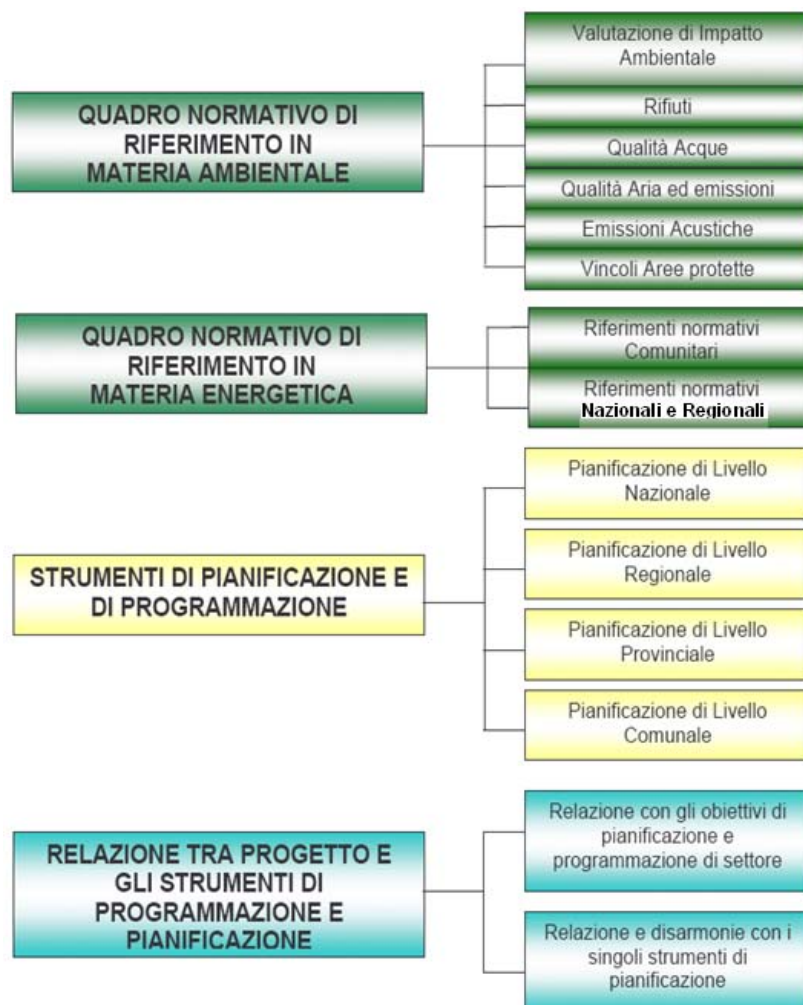 QUADRO NORMATIVO DI
RIFERIMENTO IN
MATERIA AMBIENTALE
Valutazione di Impatto
Ambientale
Rifiuti
Qualità Acque
Qualità Aria ed emissioni
Emissioni Acustiche
Vincoli Aree protette
QUADRO NORMATIVO DI
RIFERIMENTO IN
MATERIA ENERGETICA
Riferimenti normativi
Comunitari
Riferimenti normativi
Nazionali e Regionali
STRUMENTI DI PIANIFICAZIONE E
DI PROGRAMMAZIONE
Pianificazione di Livello
Nazionale
Pianificazione di Livello
Regionale
Pianificazione di Livello
Provinciale
Pianificazione di Livello
Comunale
RELAZIONE TRA PROGETTO E
GLI STRUMENTI DI
PROGRAMMAZIONE E
PIANIFICAZIONE
Relazione con gli obiettivi di
pianificazione e
programmazione di settore
Relazione e disarmonie con i
singoli strumenti di
pianificazione